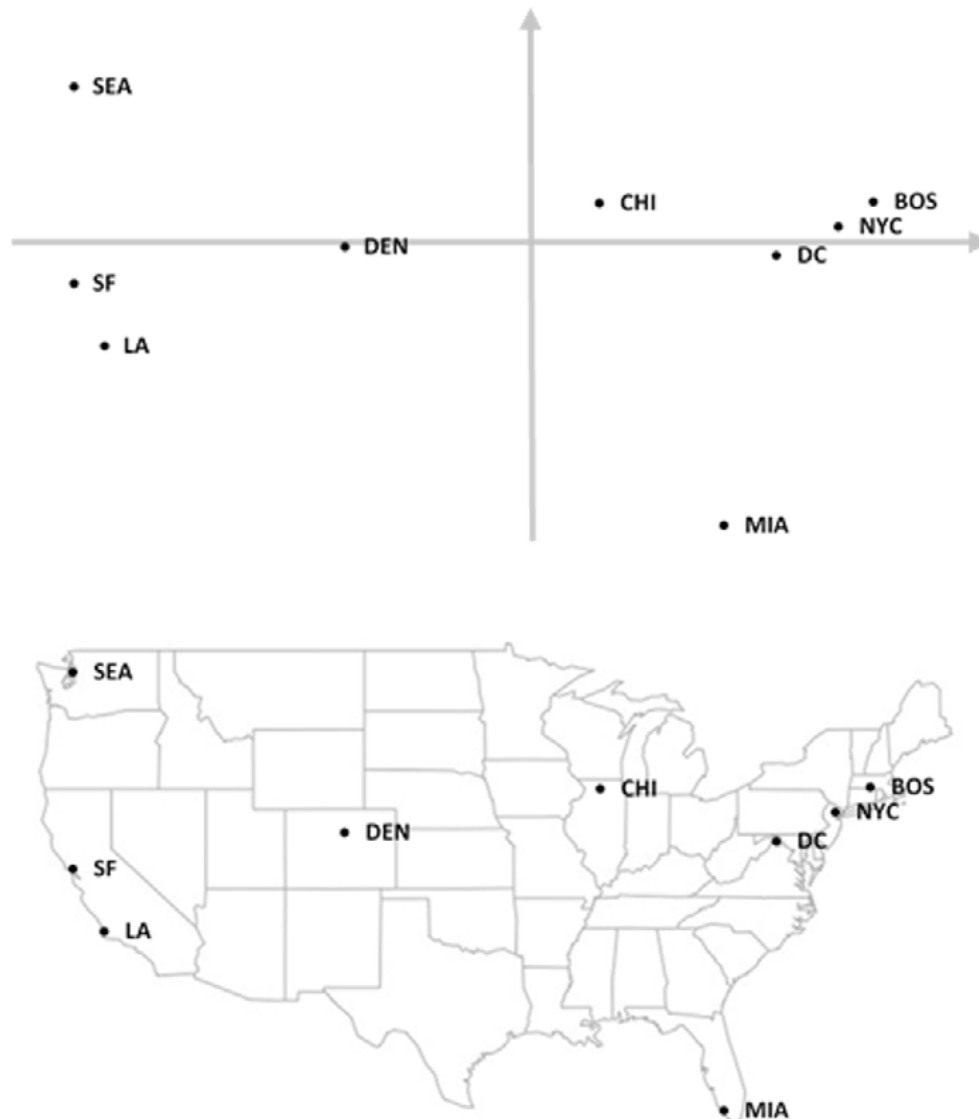 SEA
CHI
BOS
NYC
DEN
DC
SF
LA
MIA
SEA
CHI
BOS
NYC
DEN
DC
SF
LA
MIA